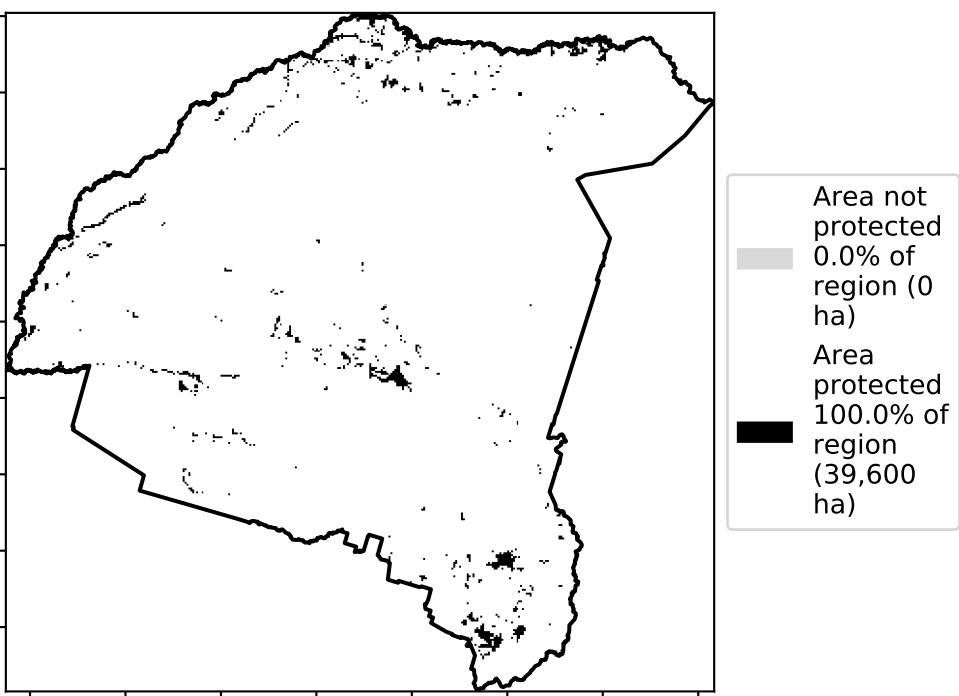 Area not
protected
0.0% of
region (0
ha)
Area
protected
100.0% of
region
(39,600
ha)